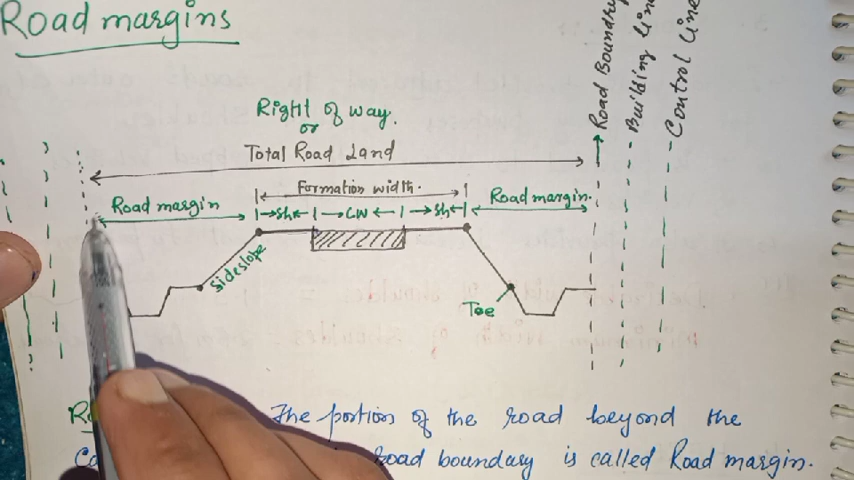 Road margins
Right of way.
or
Total Road Land
Formation width.
Road margin
Sh
CW
Sh
Road margin.
Sideslope
Toe
Road Boundry
Building line
Control line
The portion of the road beyond the
road boundary is called Road margin.